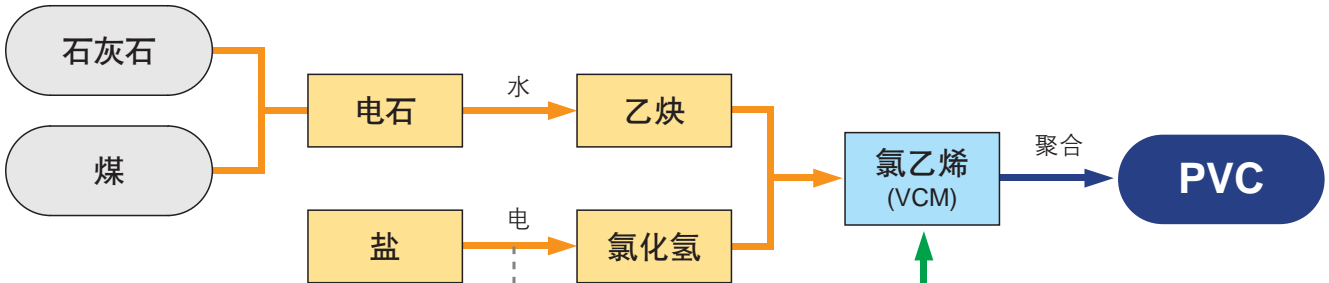 石灰石
煤
电石
水
乙炔
盐
电
氯化氢
氯乙烯
(VCM)
聚合
PVC